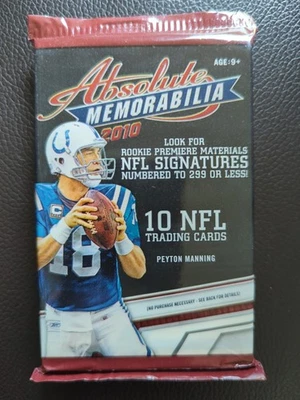 AGE: 9+
Absolute
MEMORABILIA
2010
LOOK FOR
ROOKIE PREMIERE MATERIALS
NFL SIGNATURES
NUMBERED TO 299 OR LESS!
10 NFL
TRADING CARDS
PEYTON MANNING
18
18
(NO PURCHASE NECESSARY - SEE BACK FOR DETAILS)